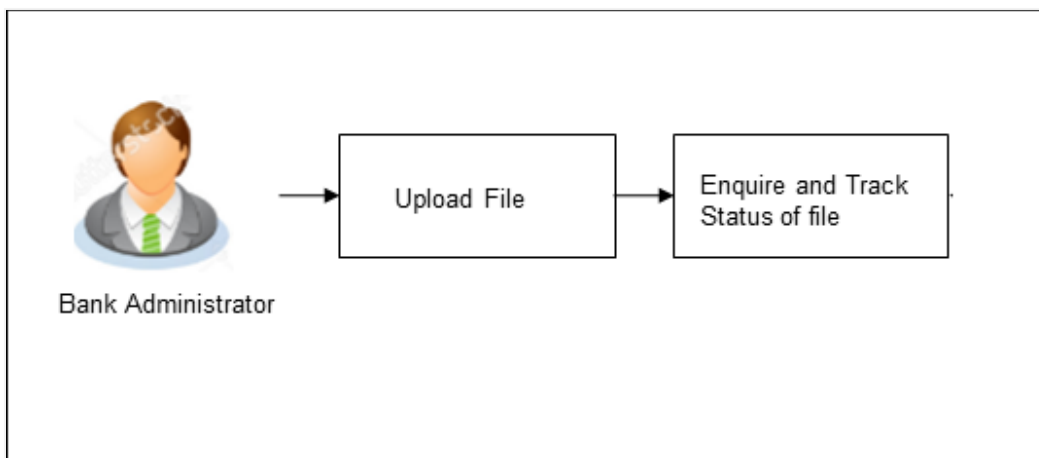 Upload File
Enquire and Track
Status of file
Bank Administrator